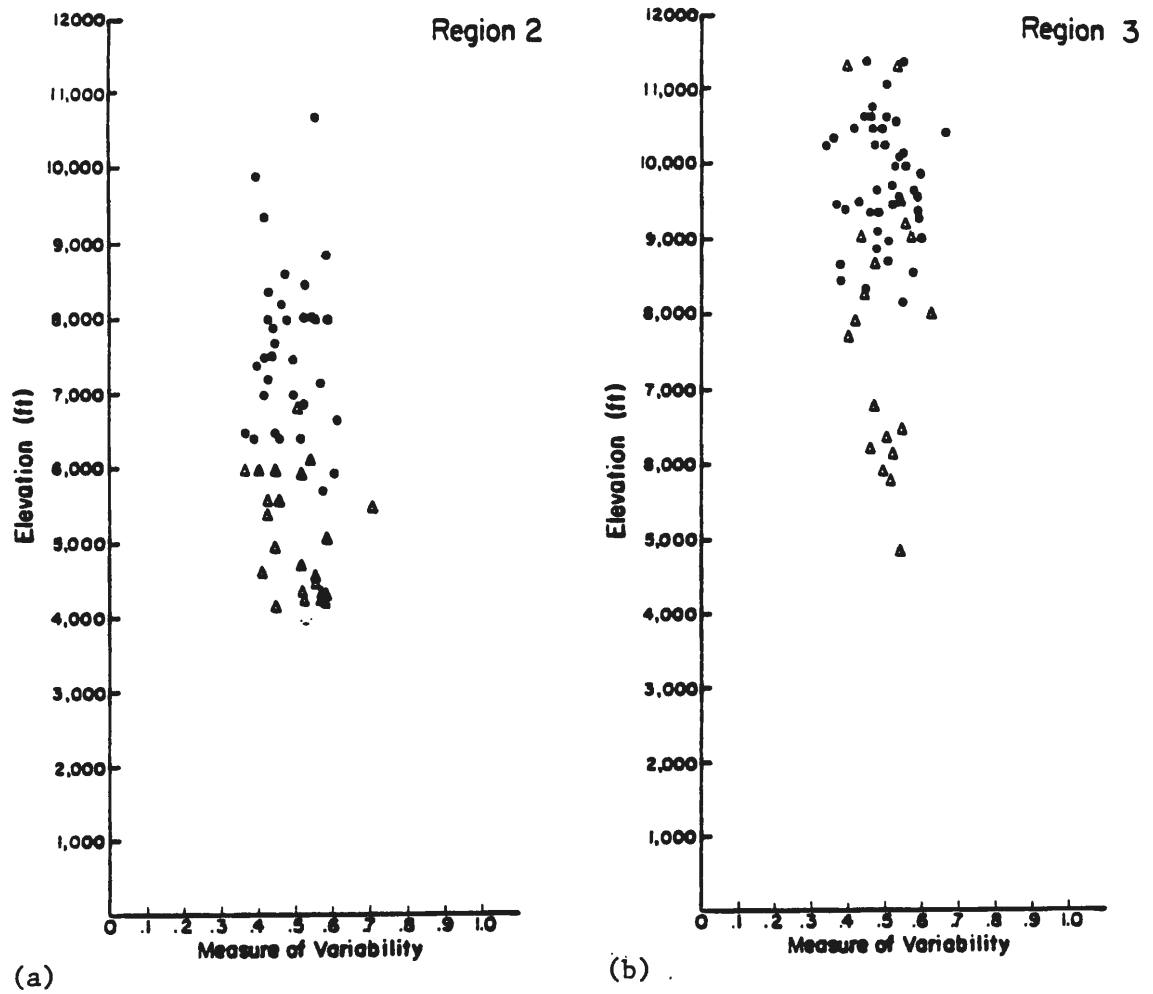 Region 2
12000
11,000
10,000
9,000
8,000
7,000
6,000
5,000
4,000
3,000
2,000
1,000
Elevation (ft)
0 .1 .2 .3 .4 .5 .6 .7 .8 .9 1.0
Measure of Variability
(a)
Region 3
12000
11,000
10,000
9,000
8,000
7,000
6,000
5,000
4,000
3,000
2,000
1,000
Elevation (ft)
0 .1 .2 .3 .4 .5 .6 .7 .8 .9 1.0
Measure of Variability
(b)